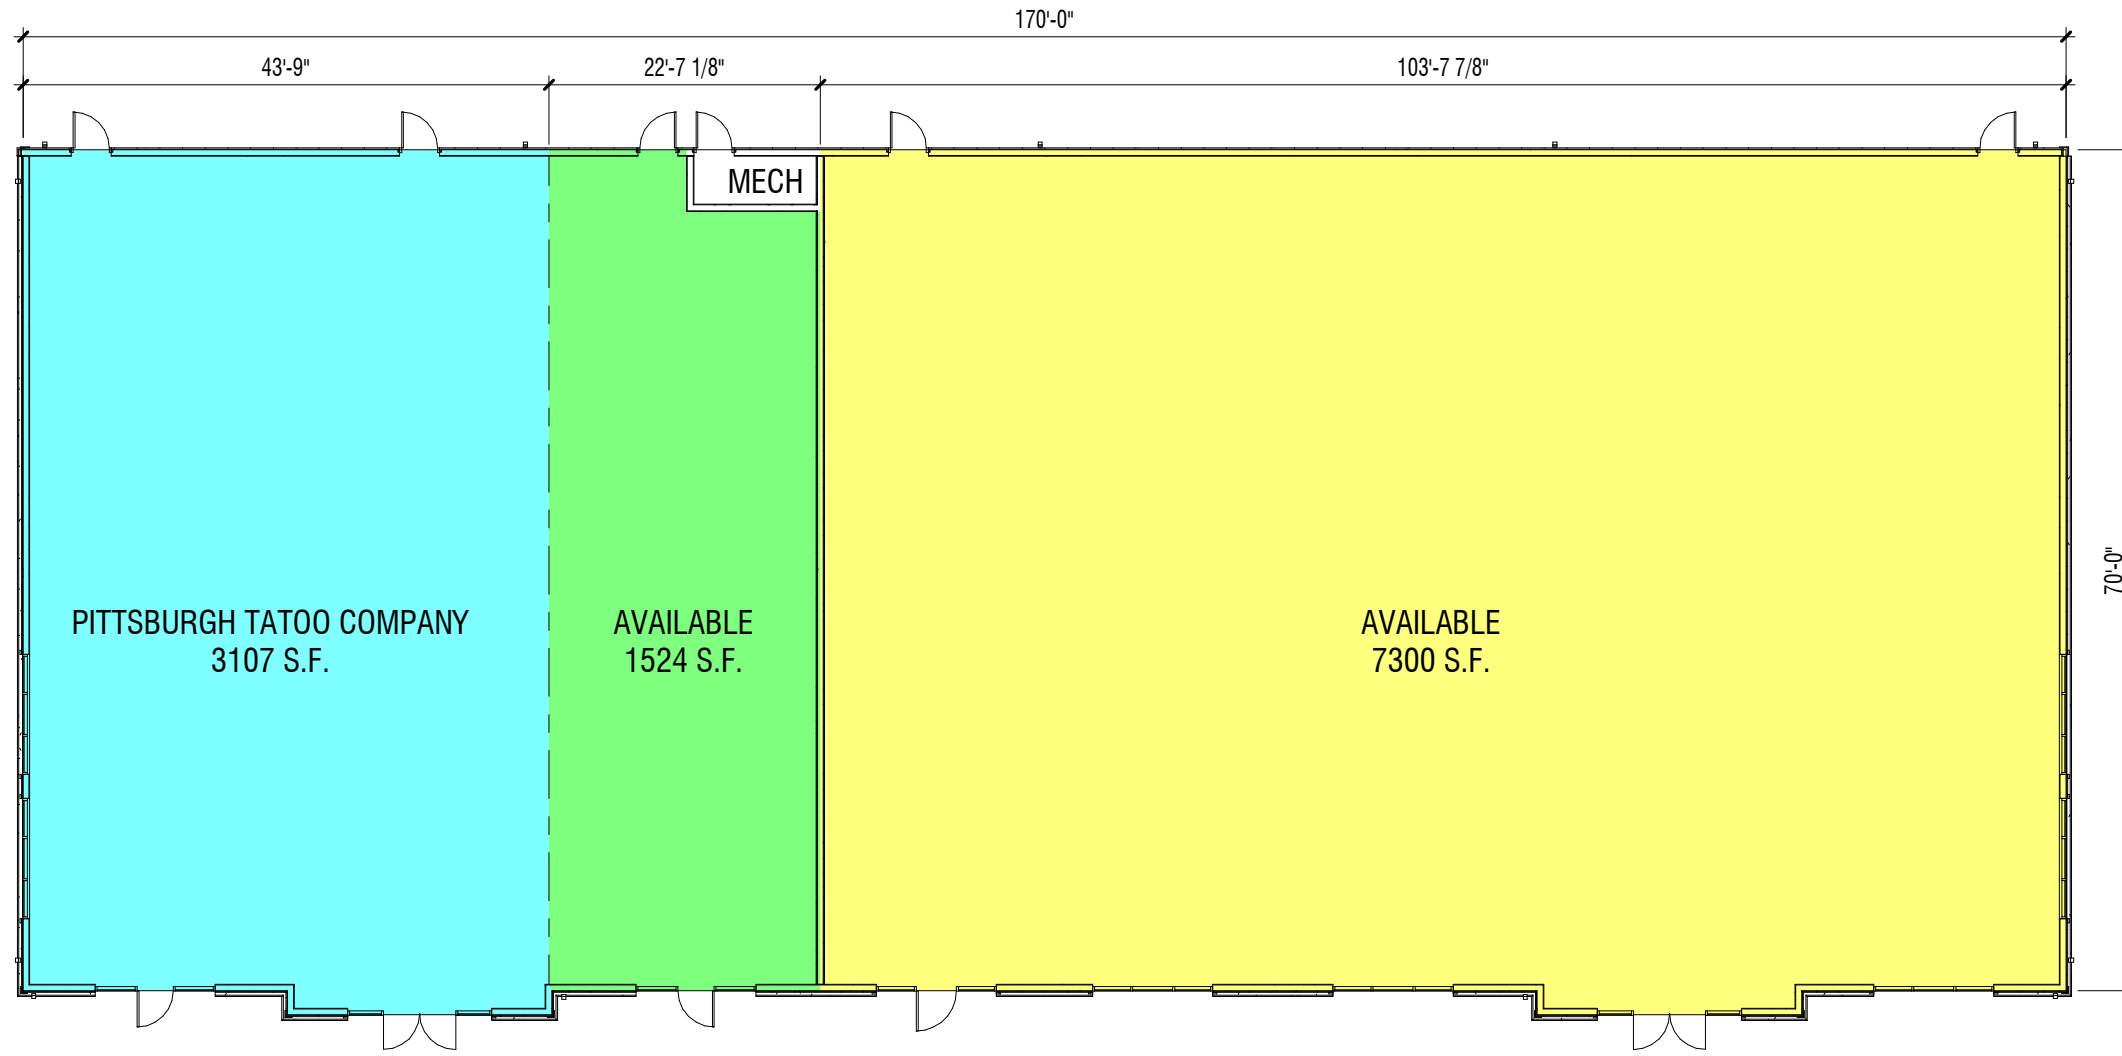 170'-0"
43'-9"
22'-7 1/8"
103'-7 7/8"
MECH
70'-0"
PITTSBURGH TATOO COMPANY
3107 S.F.
AVAILABLE
1524 S.F.
AVAILABLE
7300 S.F.